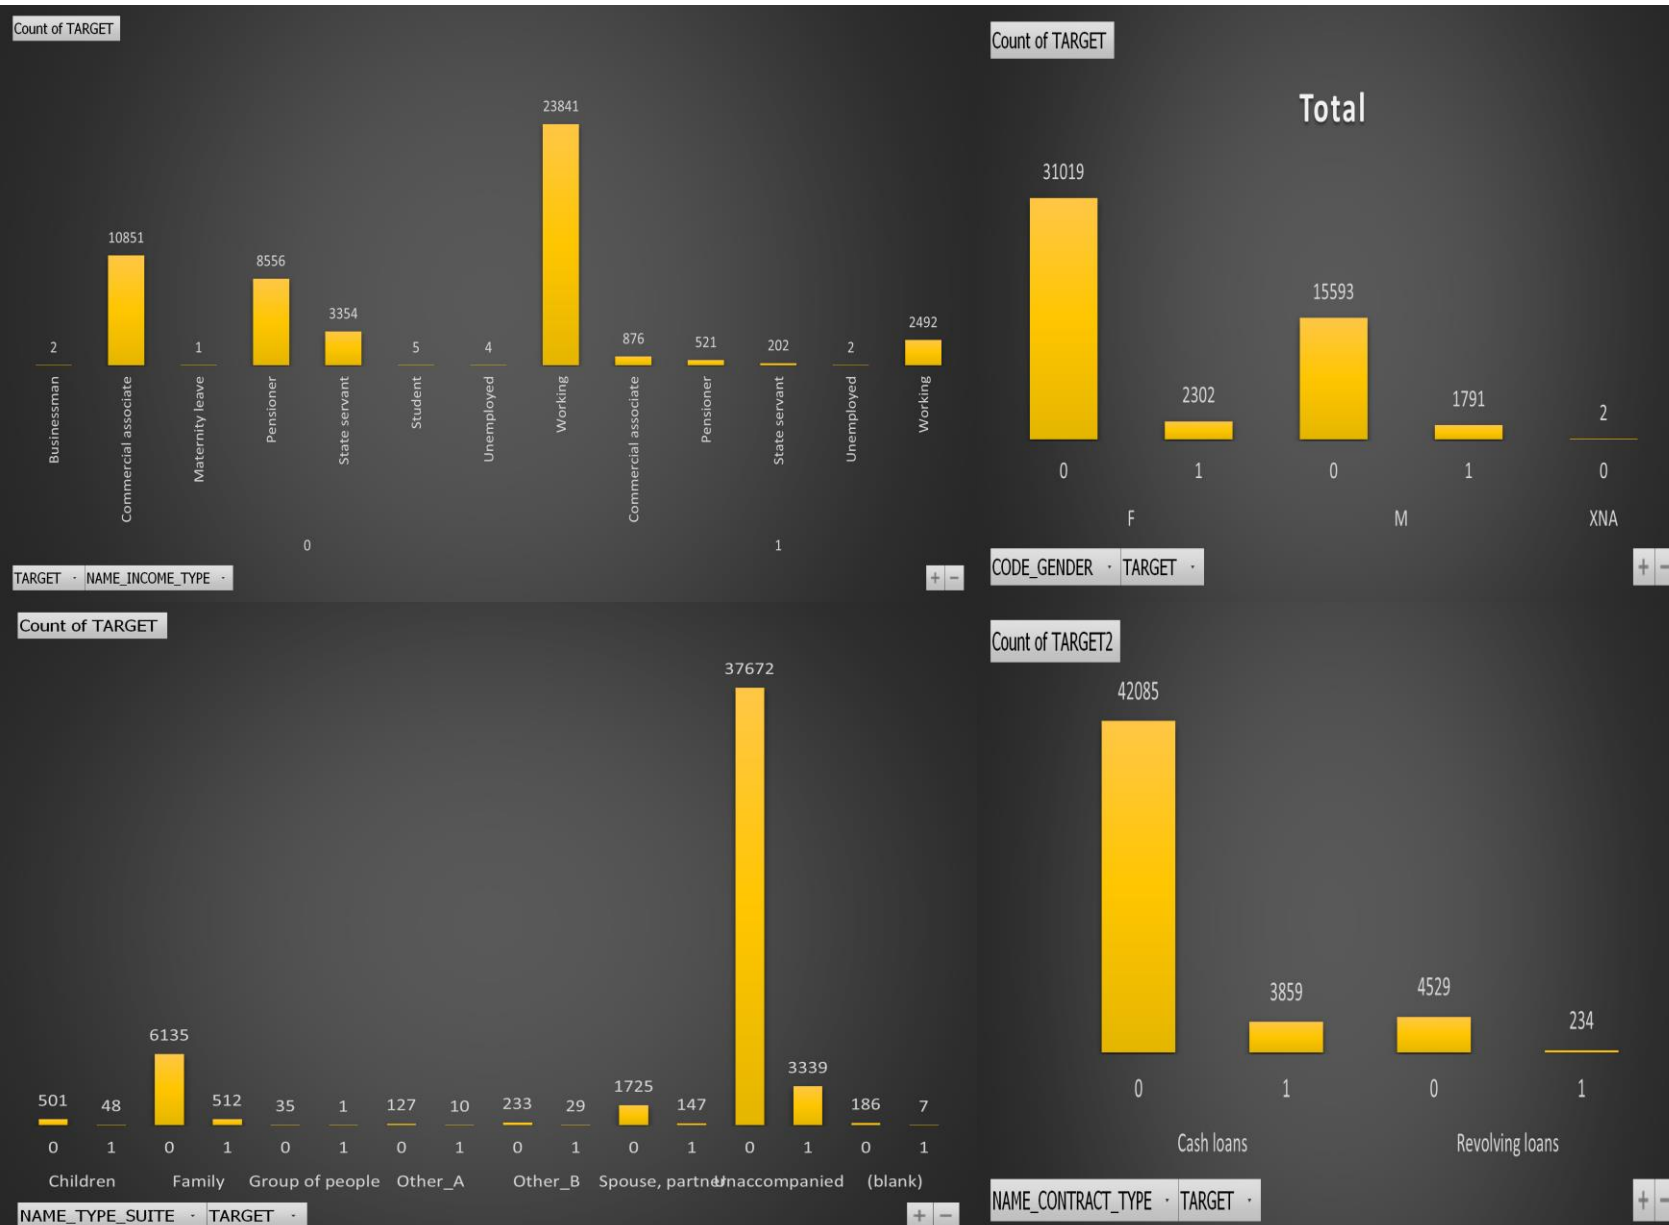 Count of TARGET
23841
10851
8556
3354
2 1 5 4 876 521 202 2 2492
Businessman Commercial associate Maternity leave Pensioner State servant Student Unemployed Working Commercial associate Pensioner State servant Unemployed Working
0 1
TARGET NAME_INCOME_TYPE
+ -
Count of TARGET
Total
31019
15593
2302 1791 2
0 1 0 1 0
F M XNA
CODE_GENDER TARGET
+ -
Count of TARGET
37672
6135
501 48 512 35 1 127 10 233 29 1725 147 3339 186 7
0 1 0 1 0 1 0 1 0 1 0 1 0 1 0 1
Children Family Group of people Other_A Other_B Spouse, partner Unaccompanied (blank)
NAME_TYPE_SUITE TARGET
+ -
Count of TARGET2
42085
3859 4529 234
0 1 0 1
Cash loans Revolving loans
NAME_CONTRACT_TYPE TARGET
+ -